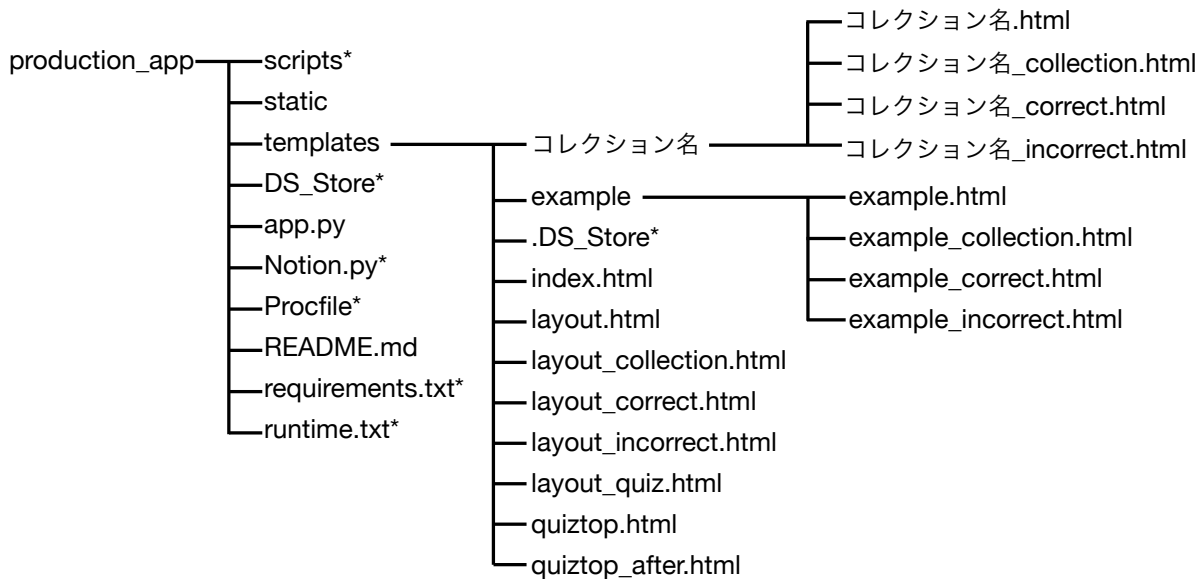 production_app
scripts*
static
templates
DS_Store*
app.py
Notion.py*
Procfile*
README.md
requirements.txt*
runtime.txt*
コレクション名
example
.DS_Store*
index.html
layout.html
layout_collection.html
layout_correct.html
layout_incorrect.html
layout_quiz.html
quiztop.html
quiztop_after.html
コレクション名.html
コレクション名_collection.html
コレクション名_correct.html
コレクション名_incorrect.html
example.html
example_collection.html
example_correct.html
example_incorrect.html